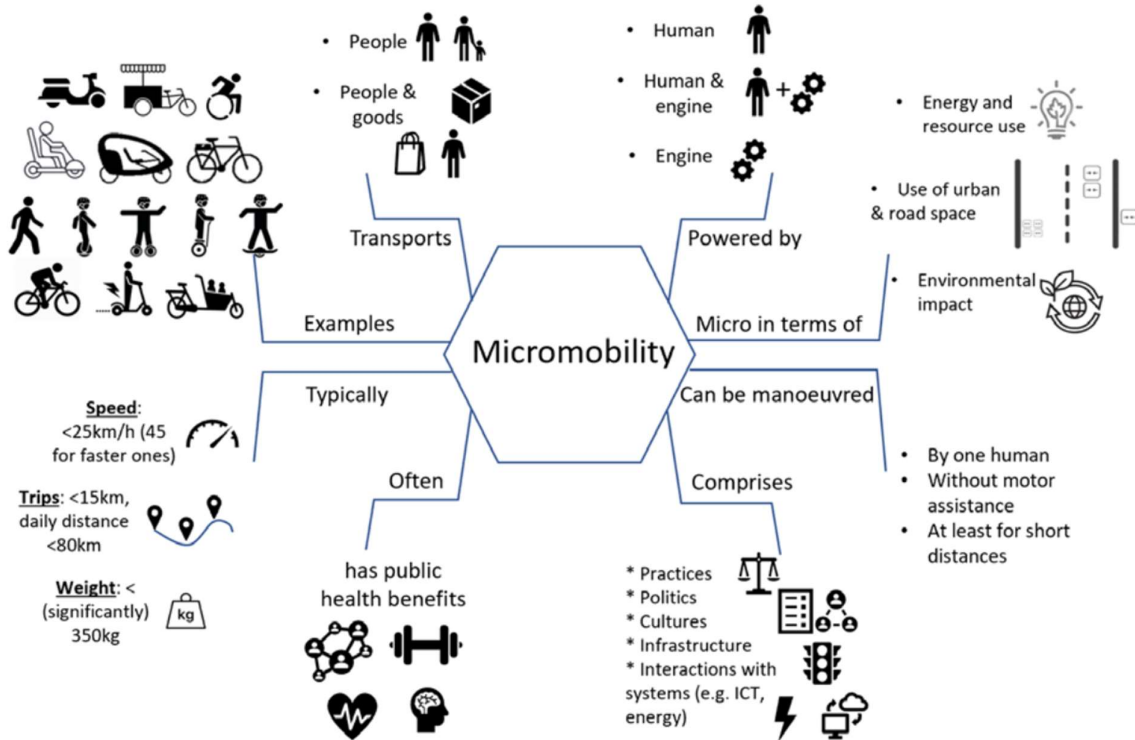 • People
• People &
goods
Transports
• Human
• Human &
engine
+
• Engine
Powered by
• Energy and
resource use
• Use of urban
& road space
• Environmental
impact
Micro in terms of
Examples
Micromobility
Typically
Speed:
<25km/h (45
for faster ones)
Trips: <15km,
daily distance
<80km
Weight: <
(significantly)
350kg
kg
Often
has public
health benefits
Can be manoeuvred
• By one human
• Without motor
assistance
• At least for short
distances
Comprises
* Practices
* Politics
* Cultures
* Infrastructure
* Interactions with
systems (e.g. ICT,
energy)